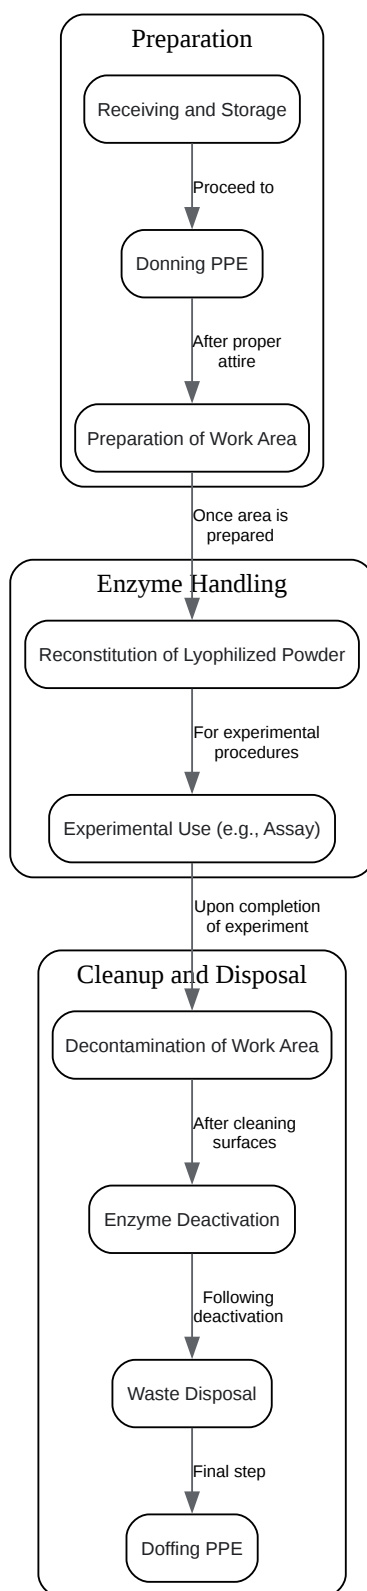 Preparation
Receiving and Storage
Proceed to
Donning PPE
After proper
attire
Preparation of Work Area
Once area is
prepared
Enzyme Handling
Reconstitution of Lyophilized Powder
For experimental
procedures
Experimental Use (e.g., Assay)
Upon completion
of experiment
Cleanup and Disposal
Decontamination of Work Area
After cleaning
surfaces
Enzyme Deactivation
Following
deactivation
Waste Disposal
Final step
Doffing PPE